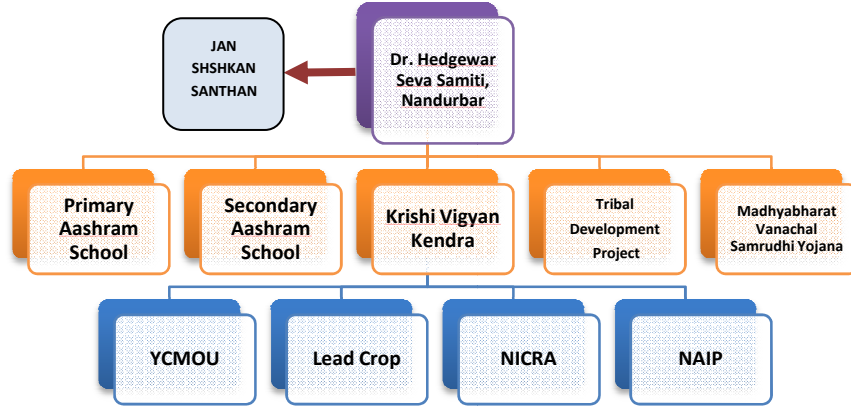 JAN
SHSHKAN
SANTHAN
Dr. Hedgewar
Seva Samiti,
Nandurbar
Primary
Aashram
School
Secondary
Aashram
School
Krishi Vigyan
Kendra
Tribal
Development
Project
Madhyabharat
Vanachal
Samrudhi Yojana
YCMOU
Lead Crop
NICRA
NAIP